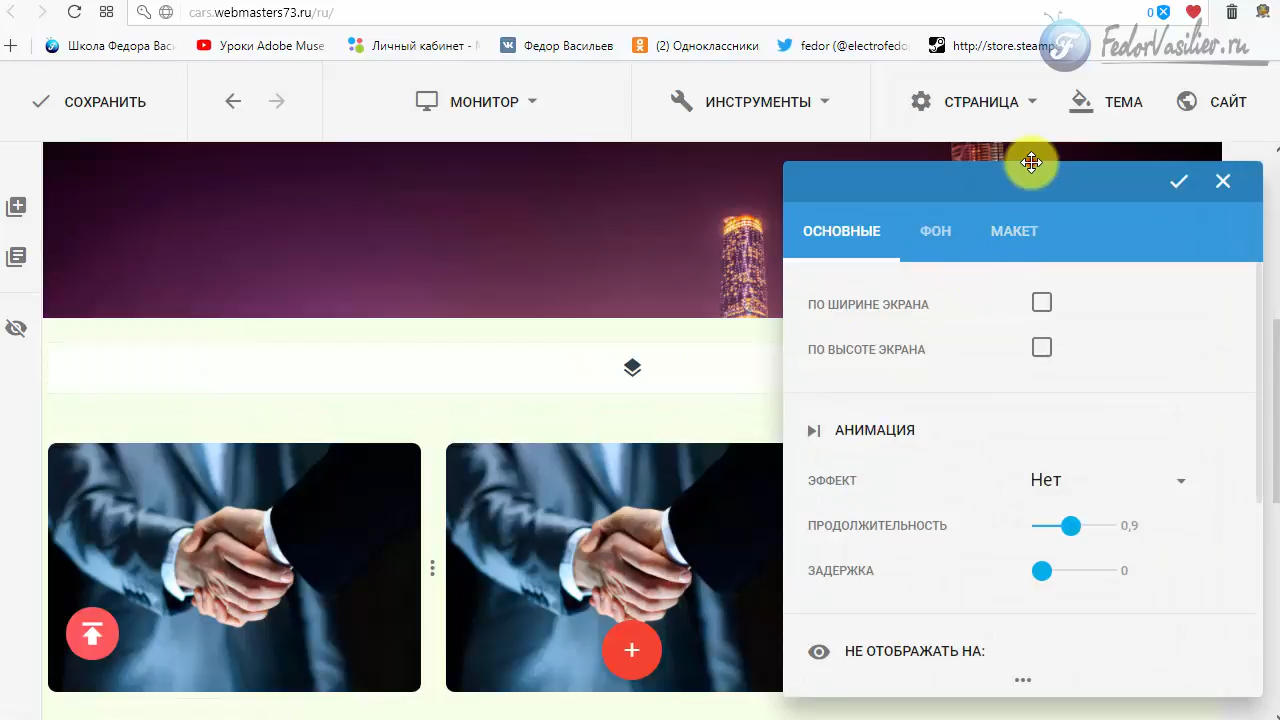 cars.webmasters73.ru/ru/
0
Школа Федора Вас
Уроки Adobe Muse
Личный кабинет -
Федор Васильев
(2) Одноклассники
fedor (@electrofedo
http://store.steamp
FedorVasiliev.ru
СОХРАНИТЬ
МОНИТОР
ИНСТРУМЕНТЫ
СТРАНИЦА
ТЕМА
САЙТ
ОСНОВНЫЕ
ФОН
МАКЕТ
ПО ШИРИНЕ ЭКРАНА
ПО ВЫСОТЕ ЭКРАНА
АНИМАЦИЯ
ЭФФЕКТ
Нет
ПРОДОЛЖИТЕЛЬНОСТЬ
0,9
ЗАДЕРЖКА
0
НЕ ОТОБРАЖАТЬ НА: